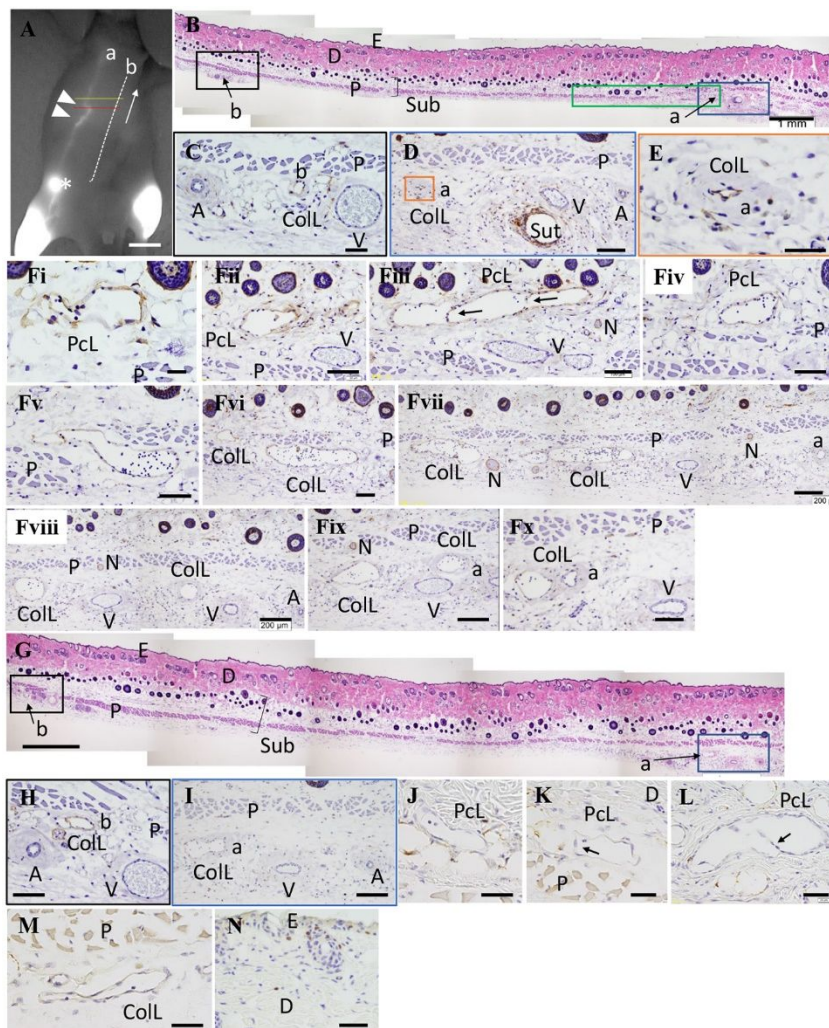 A
a
b
*
B
E
D
P
Sub
b
a
1 mm
C
P
b
A
ColL
V
D
P
a
ColL
V
A
Sut
E
ColL
a
Fi
PcL
P
Fii
PcL
V
P
Fiii
PcL
N
P
V
Fiv
PcL
P
Fv
P
Fvi
P
ColL
ColL
Fvii
P
a
ColL
N
ColL
V
200
Fviii
P
N
ColL
A
ColL
V
V
200 µm
Fix
P
N
ColL
a
ColL
V
Fx
P
ColL
a
V
G
E
D
b
P
Sub
a
H
b
P
ColL
A
V
I
P
a
ColL
V
A
J
PcL
K
D
PcL
P
L
PcL
M
P
ColL
N
E
D